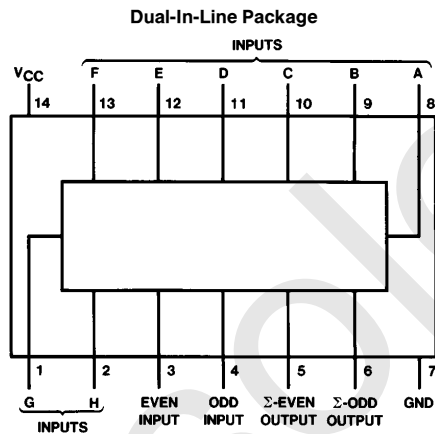 Dual-In-Line Package
INPUTS
VCC F E D C B A
14 13 12 11 10 9 8
1 2 3 4 5 6 7
G H EVEN INPUT ODD INPUT Σ-EVEN OUTPUT Σ-ODD OUTPUT GND
INPUTS